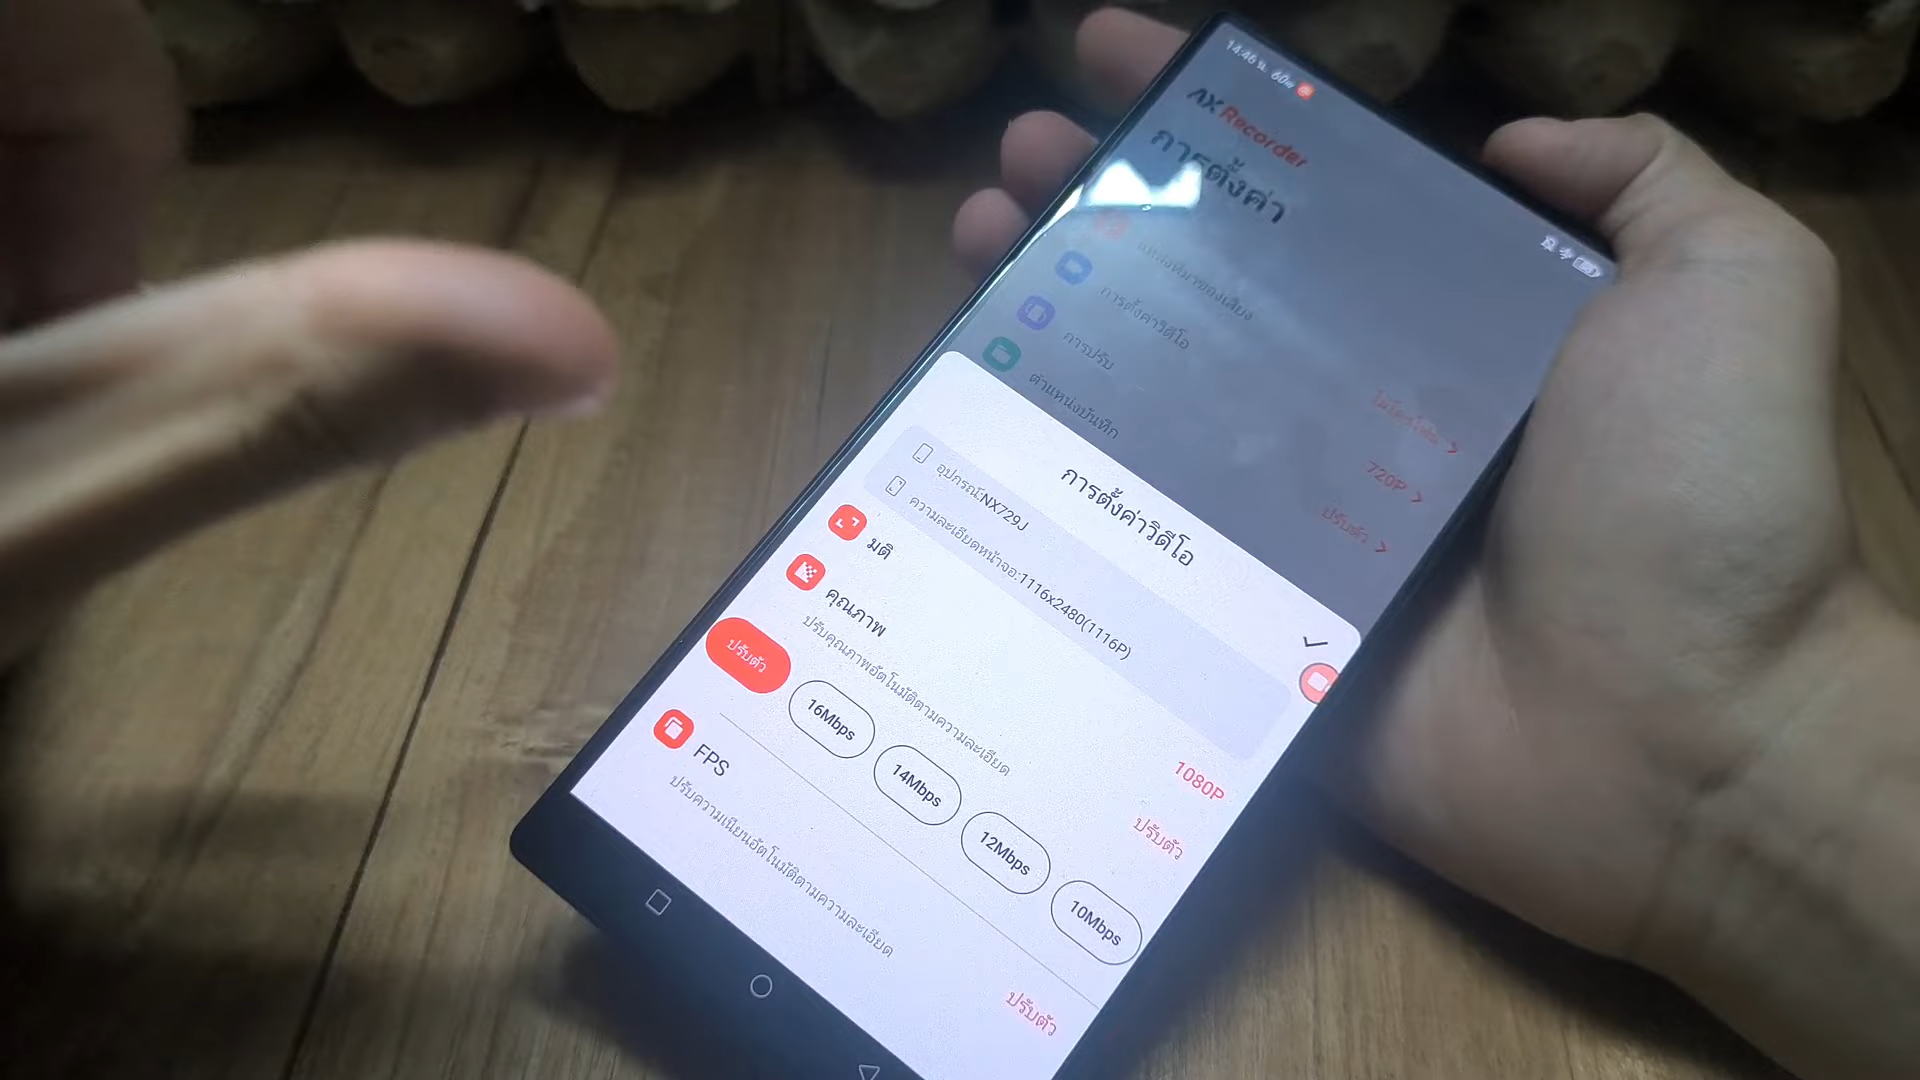 14:46 น. 60
AX Recorder
การตั้งค่า
แหล่งที่มาของเสียง
ไมโครโฟน
การตั้งค่าวิดีโอ
720P
การปรับ
ปรับตัว
ตำแหน่งบันทึก
การตั้งค่าวิดีโอ
อุปกรณ์:NX729J
ความละเอียดหน้าจอ:1116x2480(1116P)
มติ
1080P
คุณภาพ
ปรับตัว
ปรับคุณภาพอัตโนมัติตามความละเอียด
ปรับตัว
16Mbps
14Mbps
12Mbps
10Mbps
FPS
ปรับตัว
ปรับความเนียนอัตโนมัติตามความละเอียด